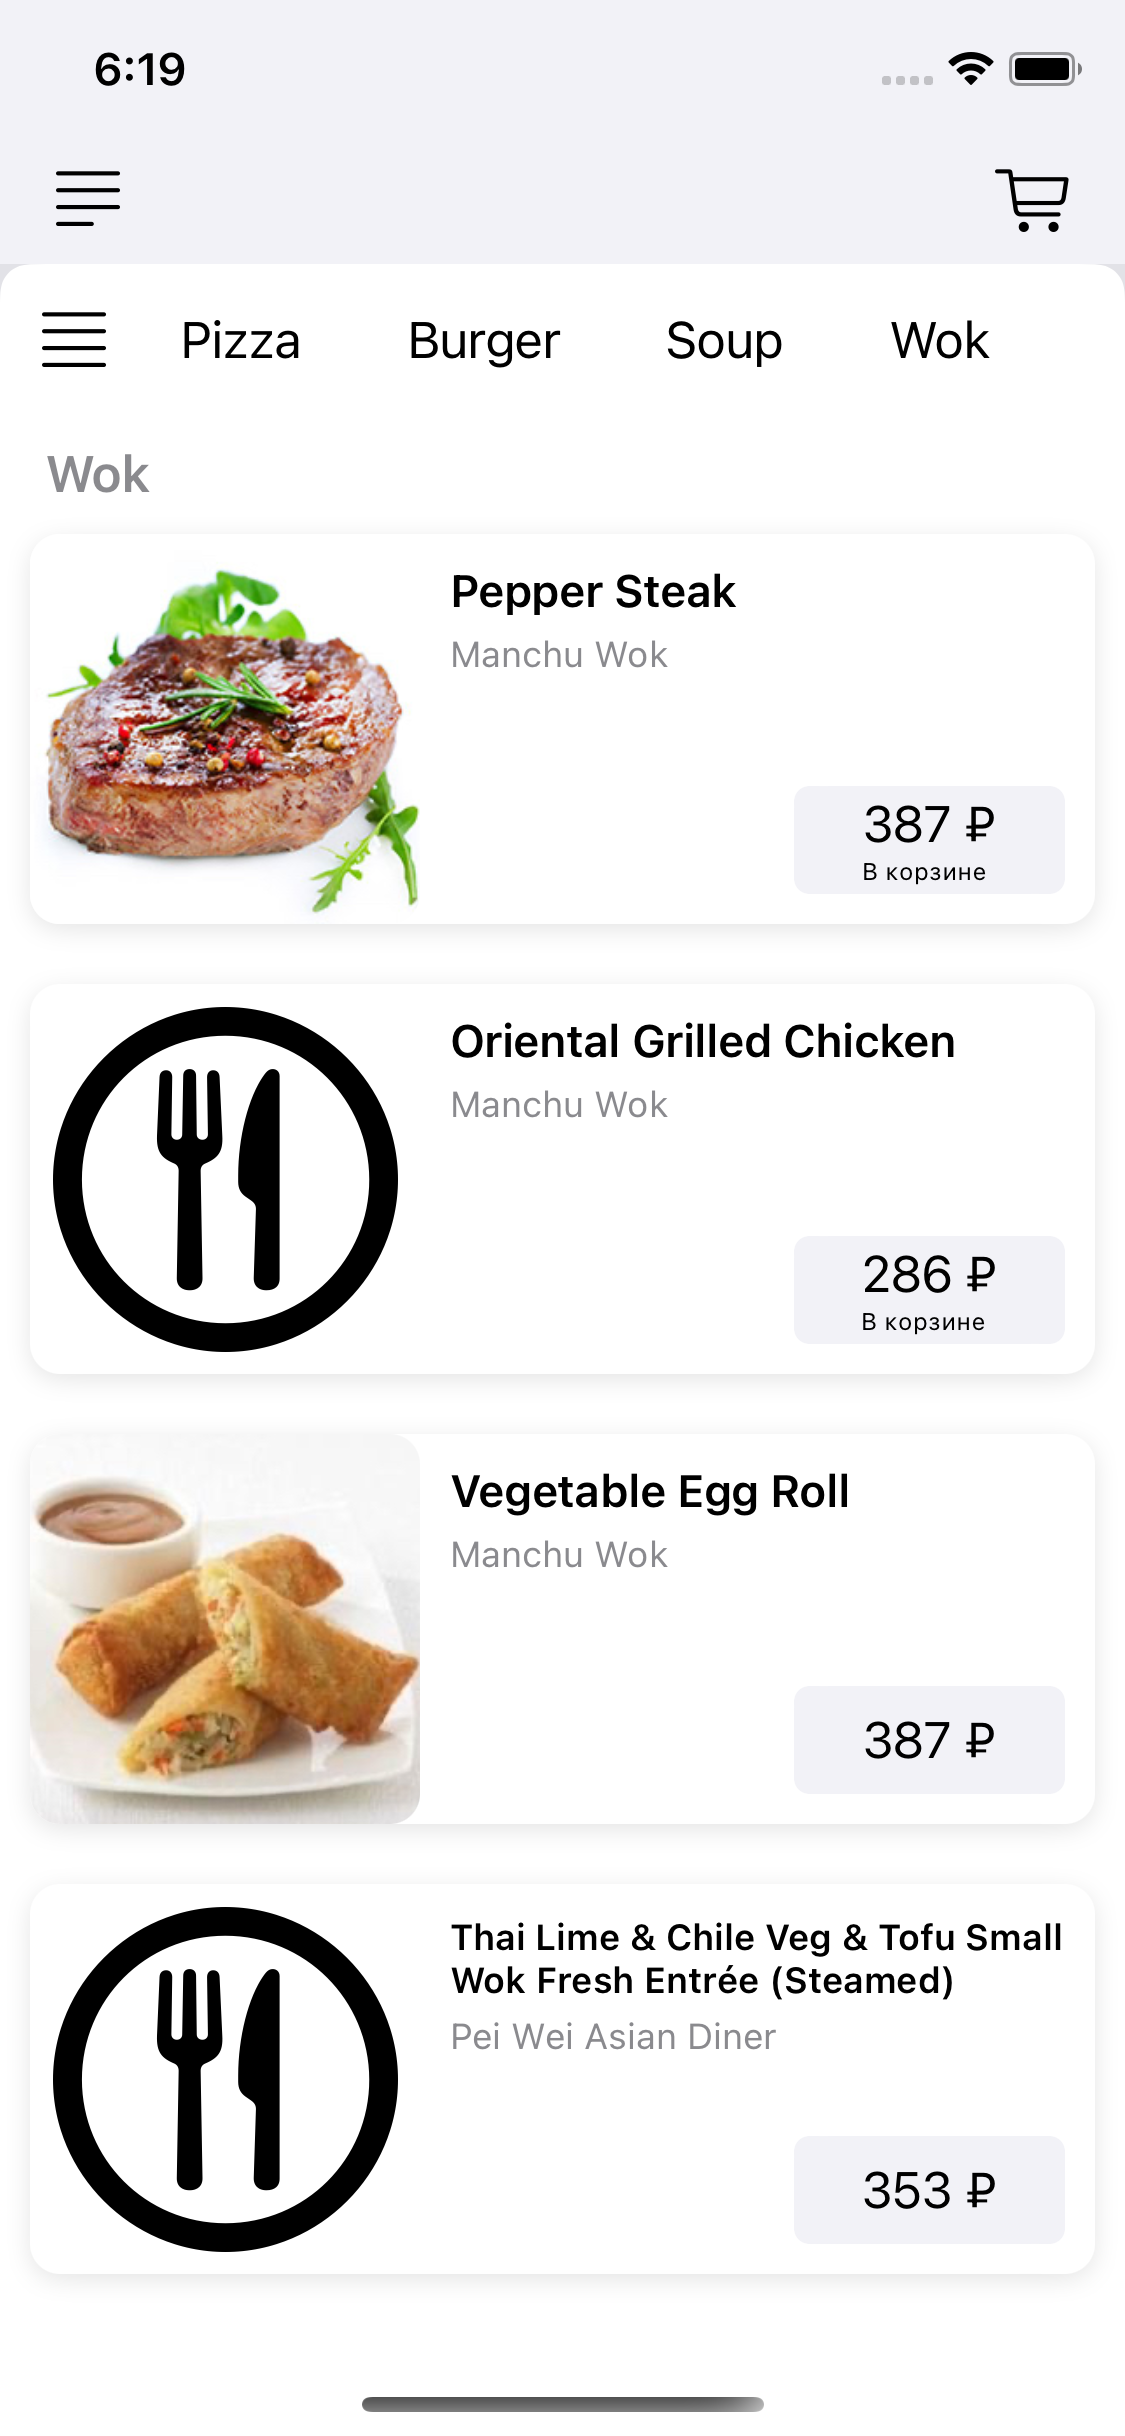 6:19
Pizza
Burger
Soup
Wok
Wok
Pepper Steak
Manchu Wok
387 ₽
В корзине
Oriental Grilled Chicken
Manchu Wok
286 ₽
В корзине
Vegetable Egg Roll
Manchu Wok
387 ₽
Thai Lime & Chile Veg & Tofu Small
Wok Fresh Entrée (Steamed)
Pei Wei Asian Diner
353 ₽